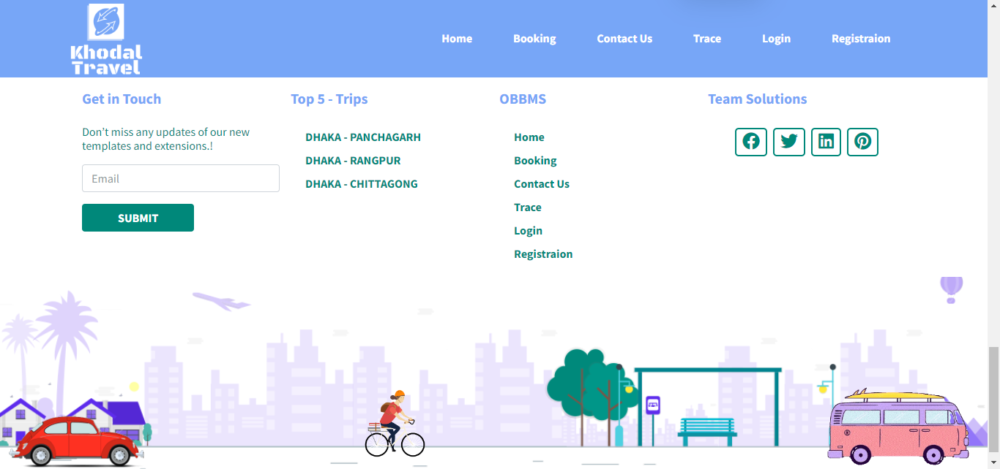 Khodal
Travel
Home
Booking
Contact Us
Trace
Login
Registraion
Get in Touch
Don’t miss any updates of our new
templates and extensions.!
Email
SUBMIT
Top 5 - Trips
DHAKA - PANCHAGARH
DHAKA - RANGPUR
DHAKA - CHITTAGONG
OBBMS
Home
Booking
Contact Us
Trace
Login
Registraion
Team Solutions